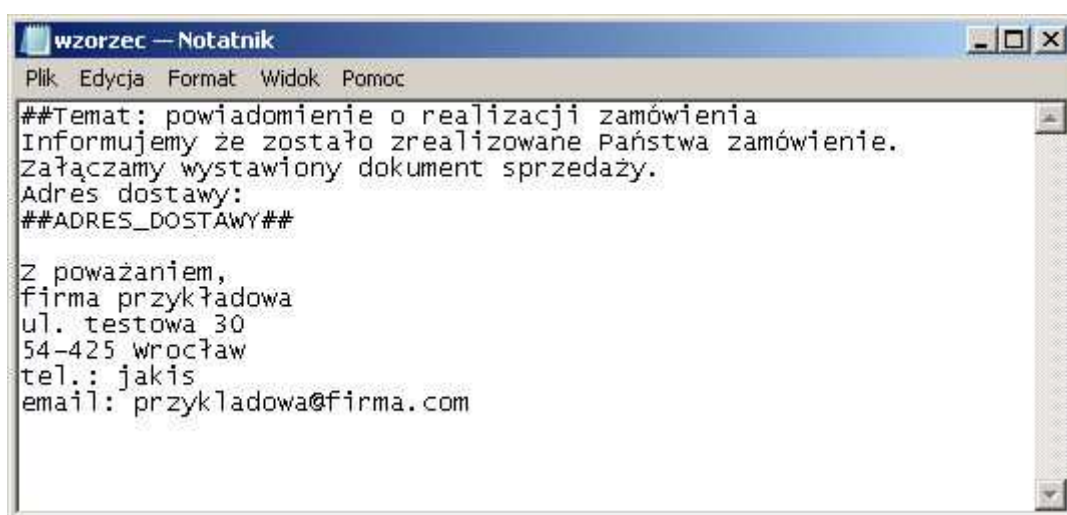 wzorzec — Notatnik
Plik Edycja Format Widok Pomoc
##Temat: powiadomienie o realizacji zamówienia
Informujemy że zostało zrealizowane Państwa zamówienie.
Załączamy wystawiony dokument sprzedaży.
Adres dostawy:
##ADRES_DOSTAWY##
Z poważaniem,
firma przykładowa
ul. testowa 30
54-425 Wrocław
tel.: jakis
email: przykladowa@firma.com